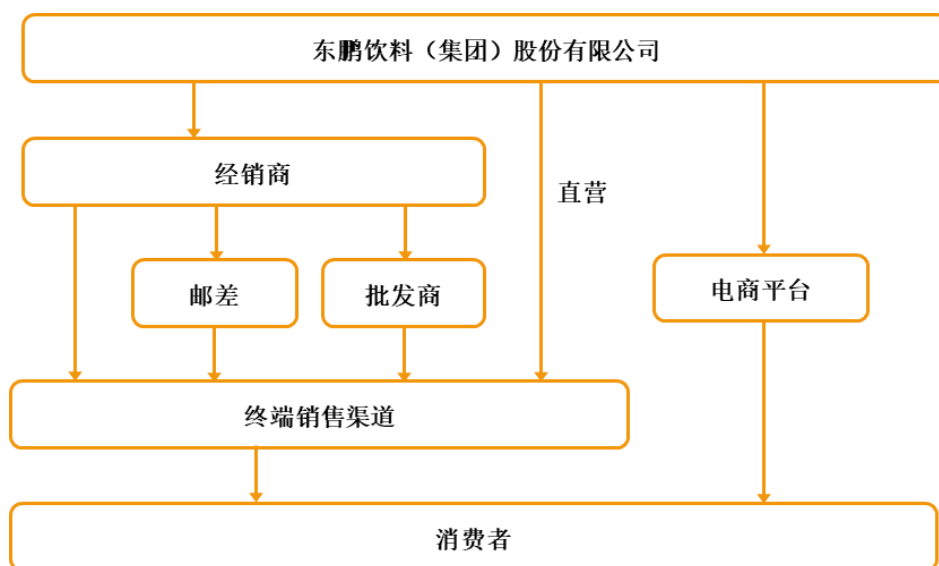 东鹏饮料（集团）股份有限公司
经销商
直营
邮差
批发商
电商平台
终端销售渠道
消费者